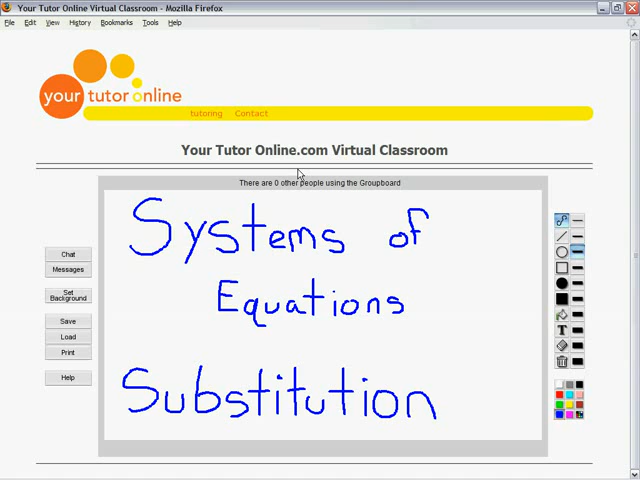 Your Tutor Online Virtual Classroom - Mozilla Firefox
File Edit View History Bookmarks Tools Help
your tutor online
tutoring Contact
Your Tutor Online.com Virtual Classroom
There are 0 other people using the Groupboard
Systems of
Equations
Substitution
Chat
Messages
Set
Background
Save
Load
Print
Help
T